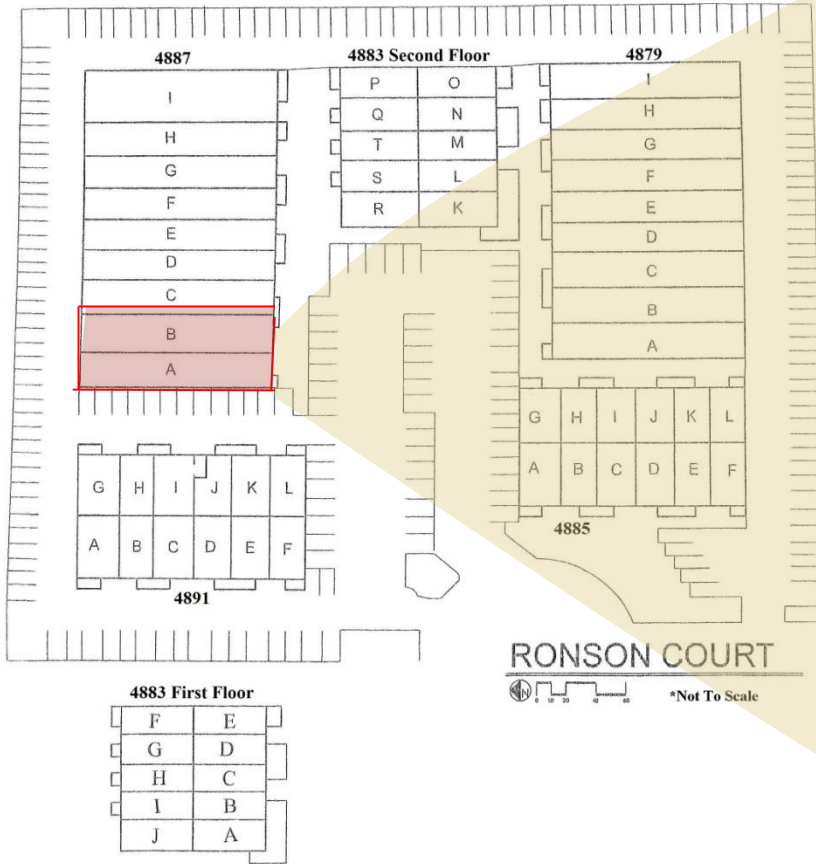 4887
I
H
G
F
E
D
C
B
A
4883 Second Floor
P O
Q N
T M
S L
R K
4879
I
H
G
F
E
D
C
B
A
G H I J K L
A B C D E F
4885
G H I J K L
A B C D E F
4891
RONSON COURT
N
0 10 20 40 60
*Not To Scale
4883 First Floor
F E
G D
H C
I B
J A